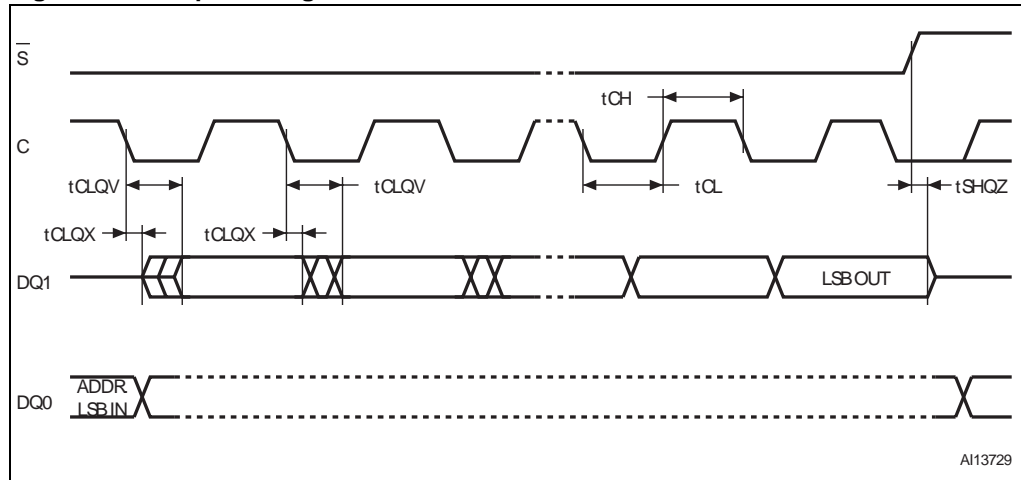 S
tCH
C
tCLQV
tCLQV
tCL
tSHQZ
tCLQX
tCLQX
DQ1
LSB OUT
ADDR.
LSB IN
DQ0
AI13729